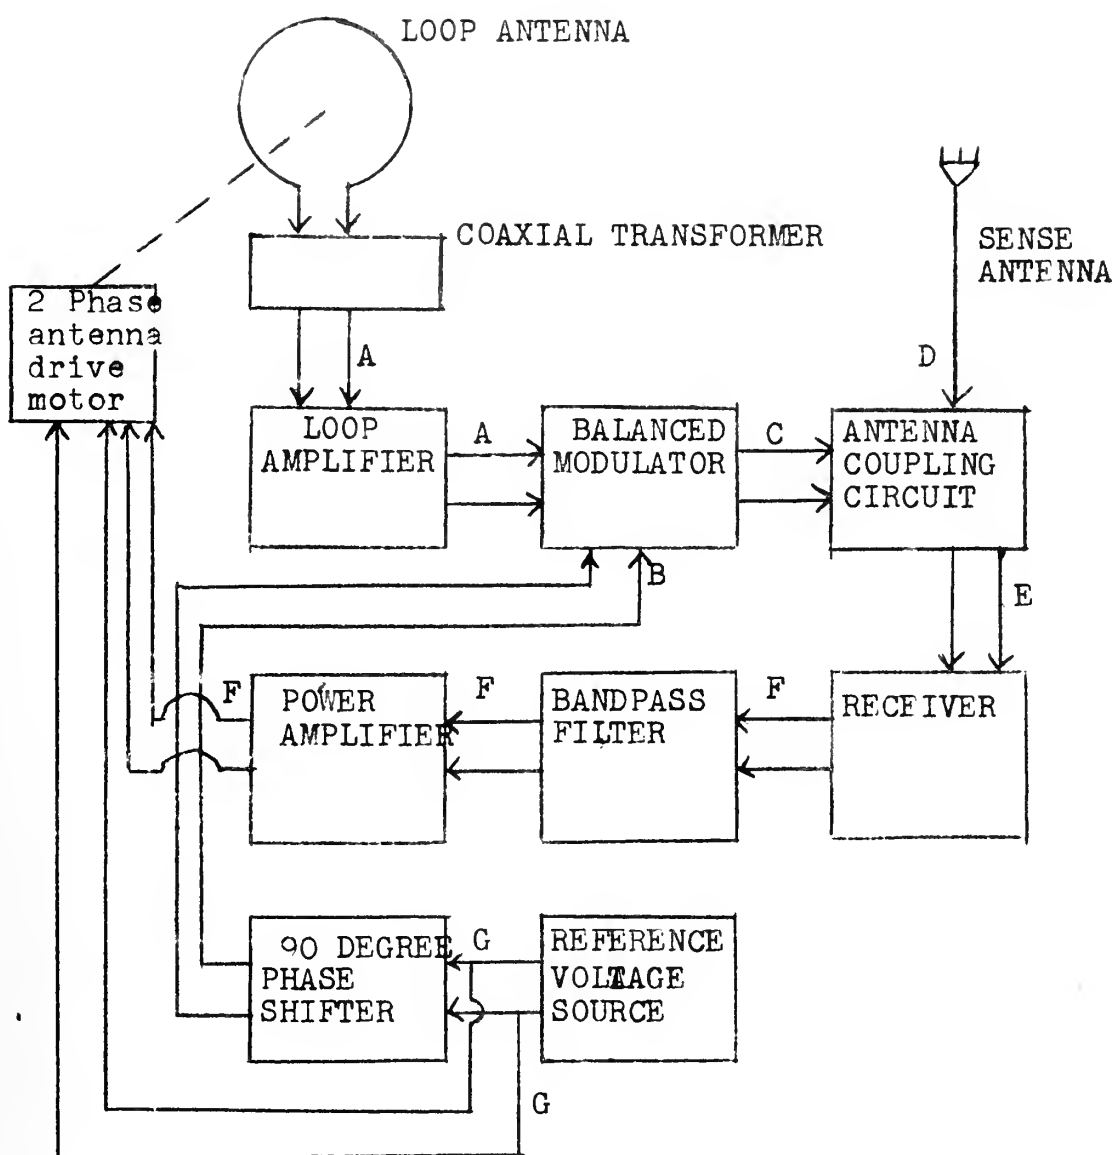 LOOP ANTENNA
COAXIAL TRANSFORMER
SENSE
ANTENNA
2 Phase
antenna
drive
motor
A
D
LOOP
AMPLIFIER
A
BALANCED
MODULATOR
C
ANTENNA
COUPLING
CIRCUIT
B
E
F
POWER
AMPLIFIER
F
BANDPASS
FILTER
F
RECEIVER
90 DEGREE
PHASE
SHIFTER
G
REFERENCE
VOLTAGE
SOURCE
G